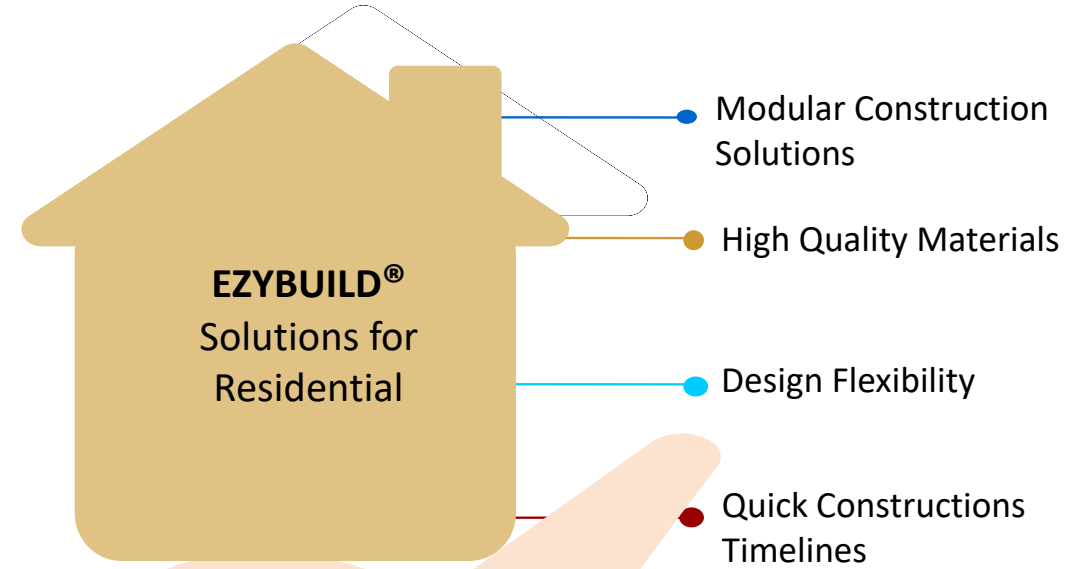 EZYBUILD®
Solutions for
Residential
Modular Construction
Solutions
High Quality Materials
Design Flexibility
Quick Constructions
Timelines